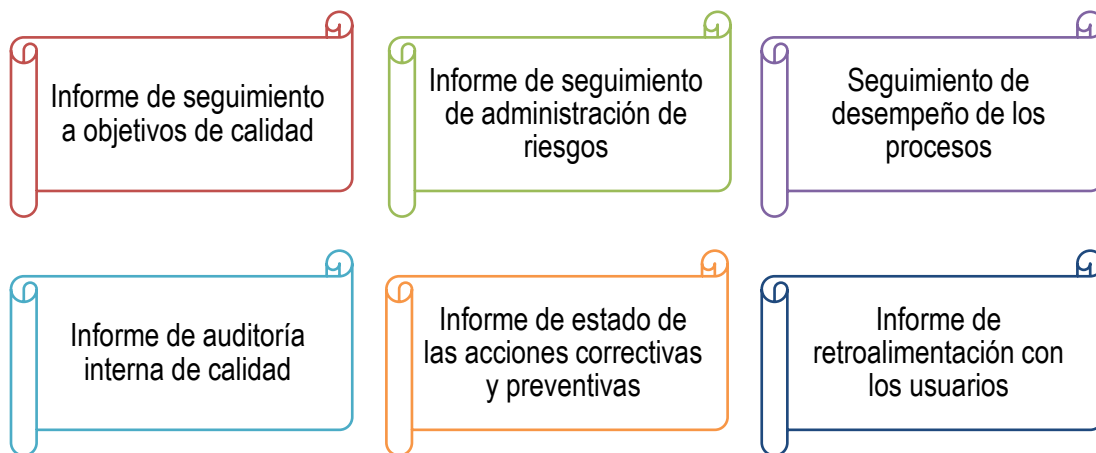 Informe de seguimiento
a objetivos de calidad
Informe de seguimiento
de administración de
riesgos
Seguimiento de
desempeño de los
procesos
Informe de auditoría
interna de calidad
Informe de estado de
las acciones correctivas
y preventivas
Informe de
retroalimentación con
los usuarios